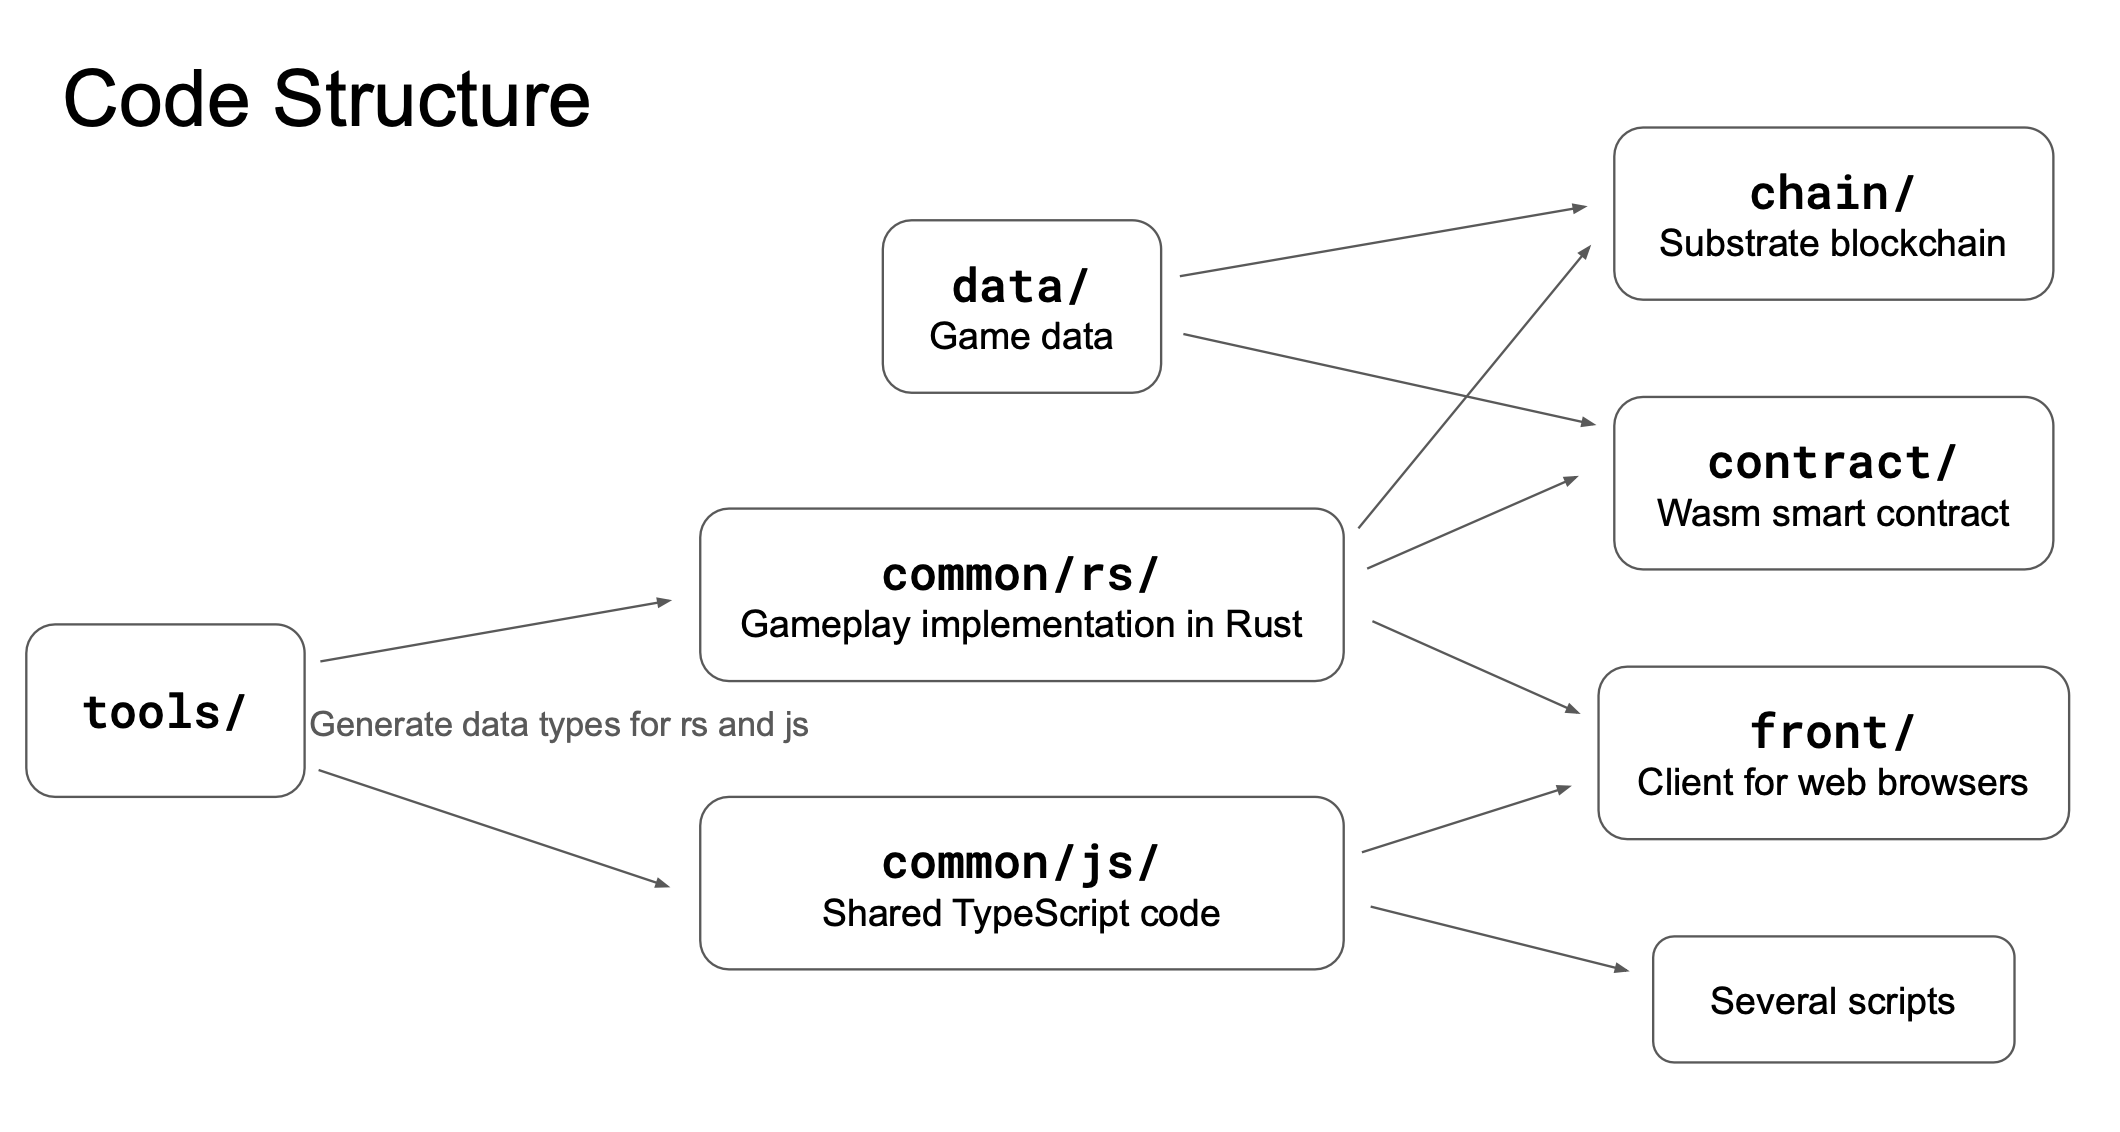 Code Structure
data/
Game data
chain/
Substrate blockchain
contract/
Wasm smart contract
common/rs/
Gameplay implementation in Rust
tools/
Generate data types for rs and js
front/
Client for web browsers
common/js/
Shared TypeScript code
Several scripts